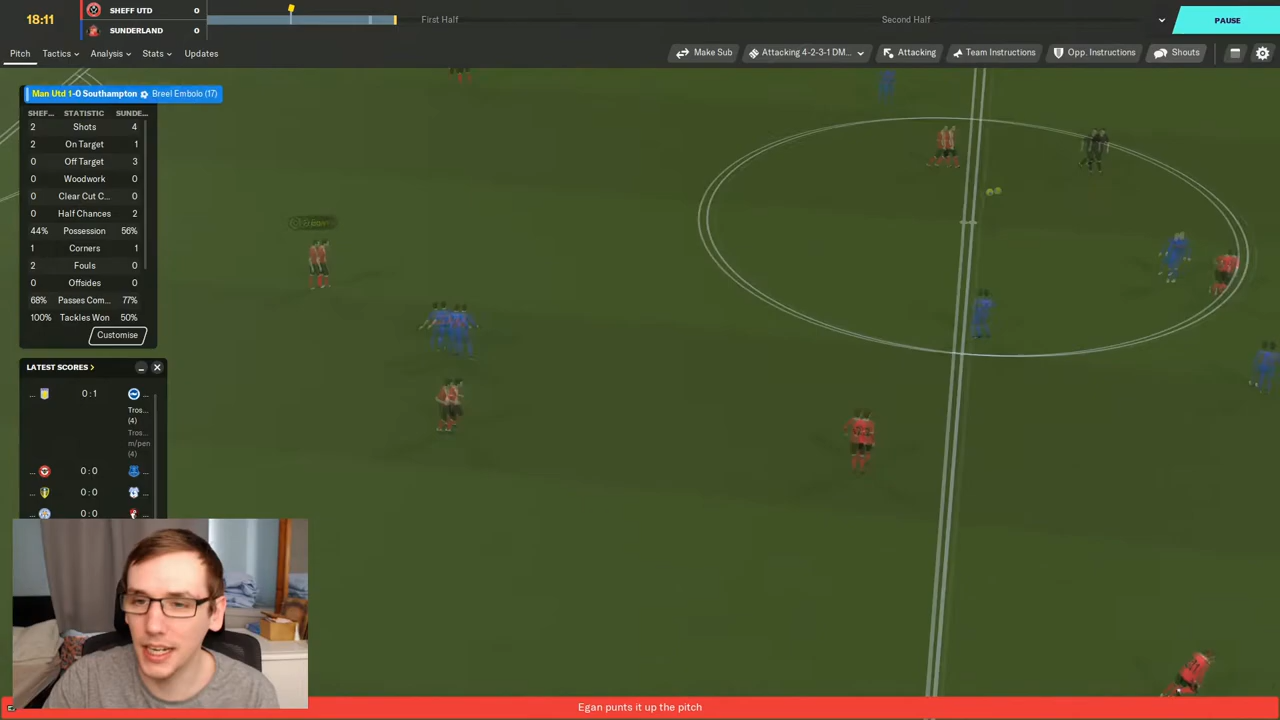 18:11
SHEFF UTD 0
SUNDERLAND 0
First Half
Second Half
PAUSE
Pitch
Tactics
Analysis
Stats
Updates
Make Sub
Attacking 4-2-3-1 DM...
Attacking
Team Instructions
Opp. Instructions
Shouts
Man Utd 1-0 Southampton Breel Embolo (17)
SHEF... STATISTIC SUNDE...
2 Shots 4
2 On Target 1
0 Off Target 3
0 Woodwork 0
0 Clear Cut C... 0
0 Half Chances 2
44% Possession 56%
1 Corners 1
2 Fouls 0
0 Offsides 0
68% Passes Com... 77%
100% Tackles Won 50%
Customise
LATEST SCORES >
... 0 : 1 ...
Tros...
(4)
Tros...
m/pen
(4)
... 0 : 0 ...
... 0 : 0 ...
... 0 : 0 ...
Egan punts it up the pitch